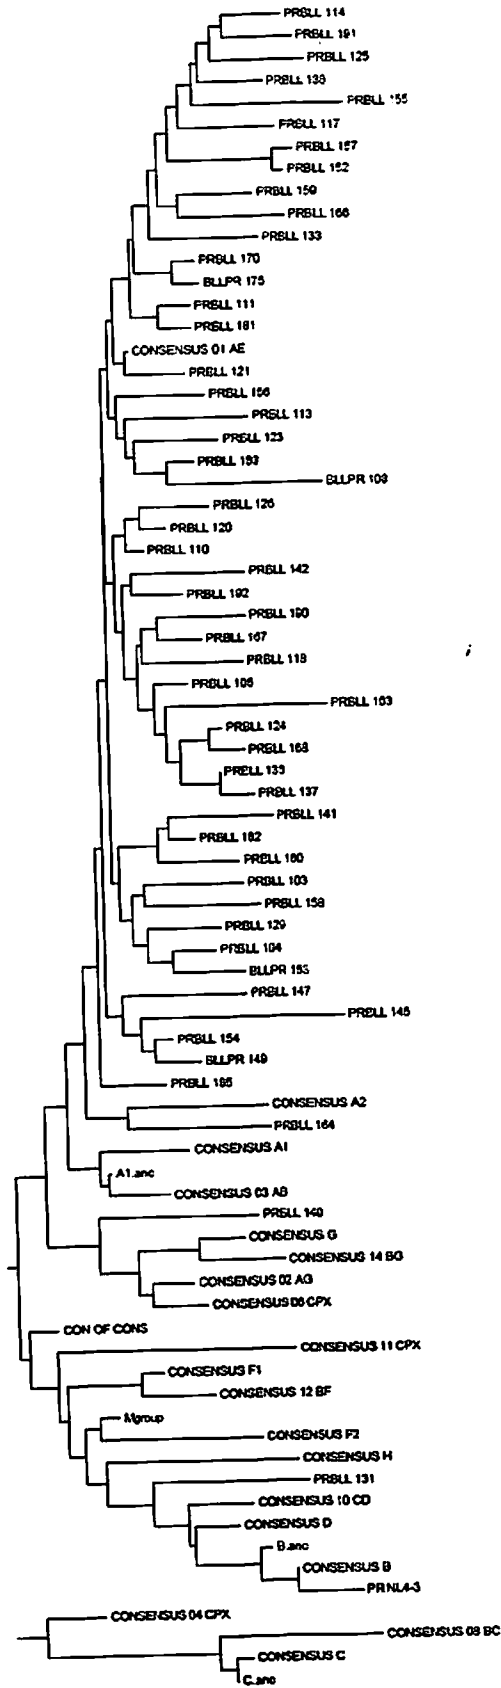 PRBLL 114
PRBLL 191
PRBLL 125
PRBLL 138
PRBLL 155
PRBLL 117
PRBLL 157
PRBLL 152
PRBLL 159
PRBLL 166
PRBLL 133
PRBLL 170
BLLPR 175
PRBLL 111
PRBLL 181
CONSENSUS 01 AE
PRBLL 121
PRBLL 156
PRBLL 113
PRBLL 123
PRBLL 193
BLLPR 109
PRBLL 126
PRBLL 120
PRBLL 110
PRBLL 142
PRBLL 192
PRBLL 190
PRBLL 167
PRBLL 118
PRBLL 106
PRBLL 163
PRBLL 124
PRBLL 168
PRBLL 135
PRBLL 137
PRBLL 141
PRBLL 182
PRBLL 180
PRBLL 103
PRBLL 158
PRBLL 129
PRBLL 104
BLLPR 153
PRBLL 147
PRBLL 145
PRBLL 154
BLLPR 149
PRBLL 185
CONSENSUS A2
PRBLL 164
CONSENSUS A1
A1.anc
CONSENSUS 03 AB
PRBLL 140
CONSENSUS G
CONSENSUS 14 BG
CONSENSUS 02 AG
CONSENSUS 06 CPX
CON OF CONS
CONSENSUS 11 CPX
CONSENSUS F1
CONSENSUS 12 BF
Mgroup
CONSENSUS F2
CONSENSUS H
PRBLL 131
CONSENSUS 10 CD
CONSENSUS D
B.anc
CONSENSUS B
PRNL4-3
CONSENSUS 04 CPX
CONSENSUS 08 BC
CONSENSUS C
C.anc